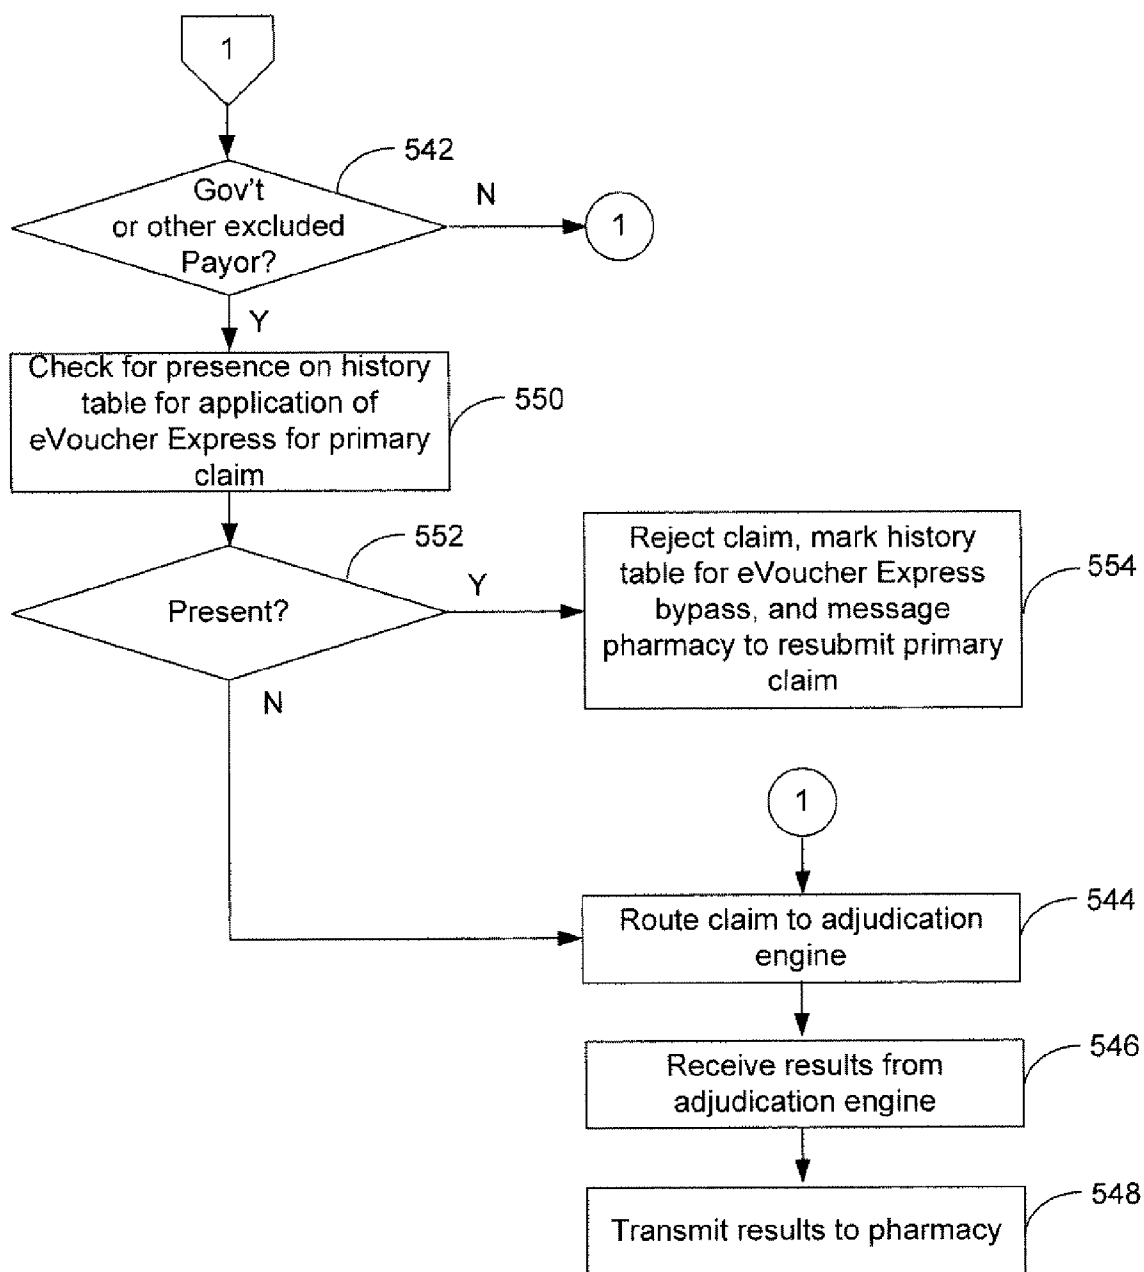 1
542
Gov't
or other excluded
Payor?
N
1
Y
Check for presence on history
table for application of
eVoucher Express for primary
claim
550
552
Present?
Y
Reject claim, mark history
table for eVoucher Express
bypass, and message
pharmacy to resubmit primary
claim
554
N
1
Route claim to adjudication
engine
544
Receive results from
adjudication engine
546
Transmit results to pharmacy
548